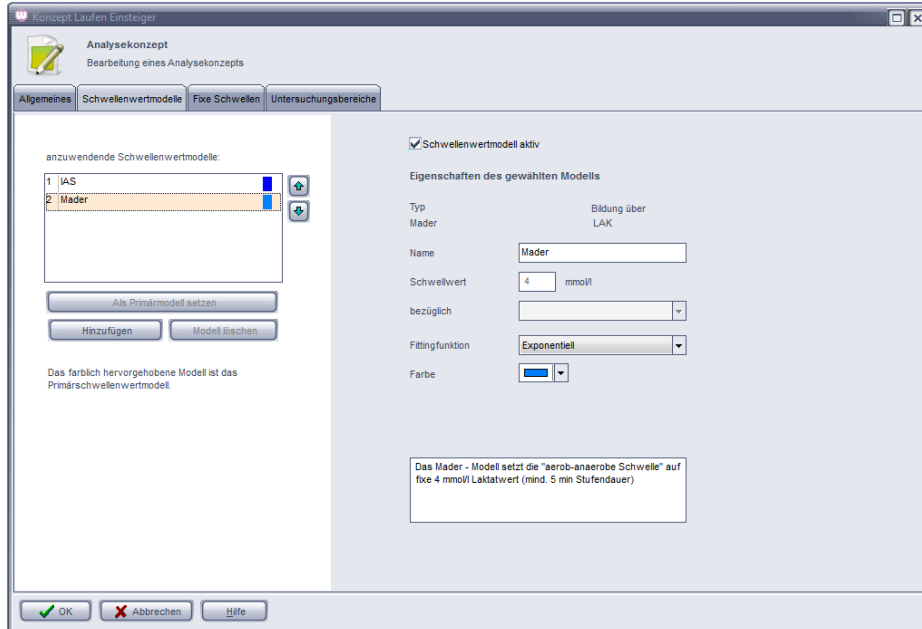 Konzept Laufen Einsteiger
Analysekonzept
Bearbeitung eines Analysekonzepts
Allgemeines Schwellenwertmodelle Fixe Schwellen Untersuchungsbereiche
anzuwendende Schwellenwertmodelle:
1 IAS
2 Mader
Als Primärmodell setzen
Hinzufügen Modell löschen
Das farblich hervorgehobene Modell ist das
Primärschwellenwertmodell.
Schwellenwertmodell aktiv
Eigenschaften des gewählten Modells
Typ Bildung über
Mader LAK
Name Mader
Schwellwert 4 mmol/l
bezüglich
Fittingfunktion Exponentiell
Farbe
Das Mader - Modell setzt die "aerob-anaerobe Schwelle" auf
fixe 4 mmol/l Laktatwert (mind. 5 min Stufendauer)
OK Abbrechen Hilfe